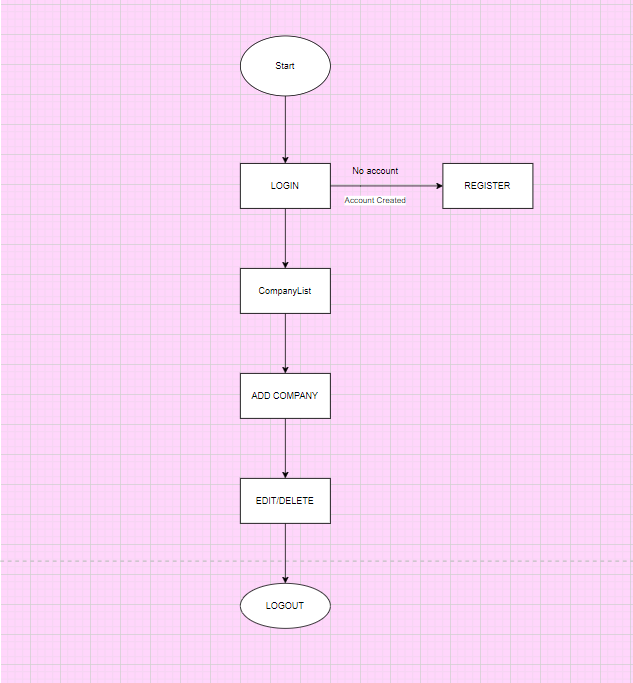 Start
No account
LOGIN
REGISTER
Account Created
CompanyList
ADD COMPANY
EDIT/DELETE
LOGOUT